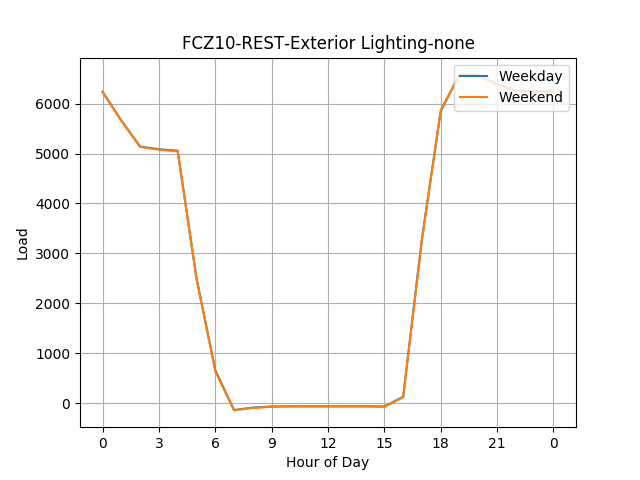 FCZ10-REST-Exterior Lighting-none
Weekday
Weekend
6000
5000
4000
3000
2000
1000
0
Load
0 3 6 9 12 15 18 21 0
Hour of Day